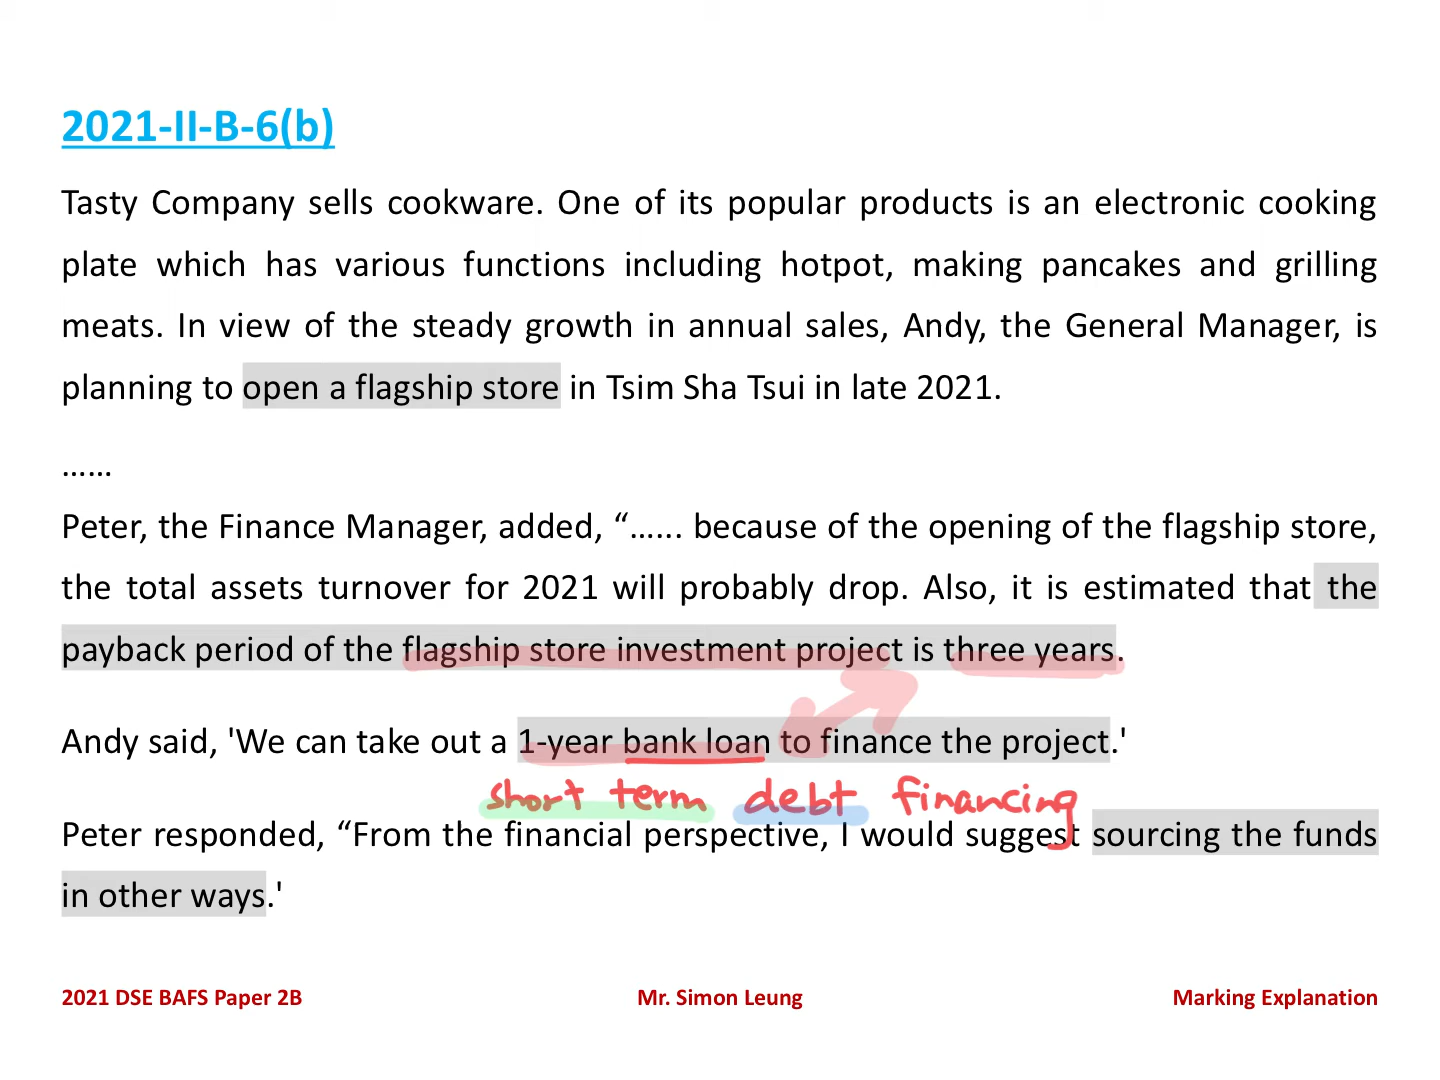 2021-II-B-6(b)
Tasty Company sells cookware. One of its popular products is an electronic cooking
plate which has various functions including hotpot, making pancakes and grilling
meats. In view of the steady growth in annual sales, Andy, the General Manager, is
planning to open a flagship store in Tsim Sha Tsui in late 2021.
……
Peter, the Finance Manager, added, “…… because of the opening of the flagship store,
the total assets turnover for 2021 will probably drop. Also, it is estimated that the
payback period of the flagship store investment project is three years.
Andy said, 'We can take out a 1-year bank loan to finance the project.'
short term debt financing
Peter responded, “From the financial perspective, I would suggest sourcing the funds
in other ways.'
2021 DSE BAFS Paper 2B Mr. Simon Leung Marking Explanation